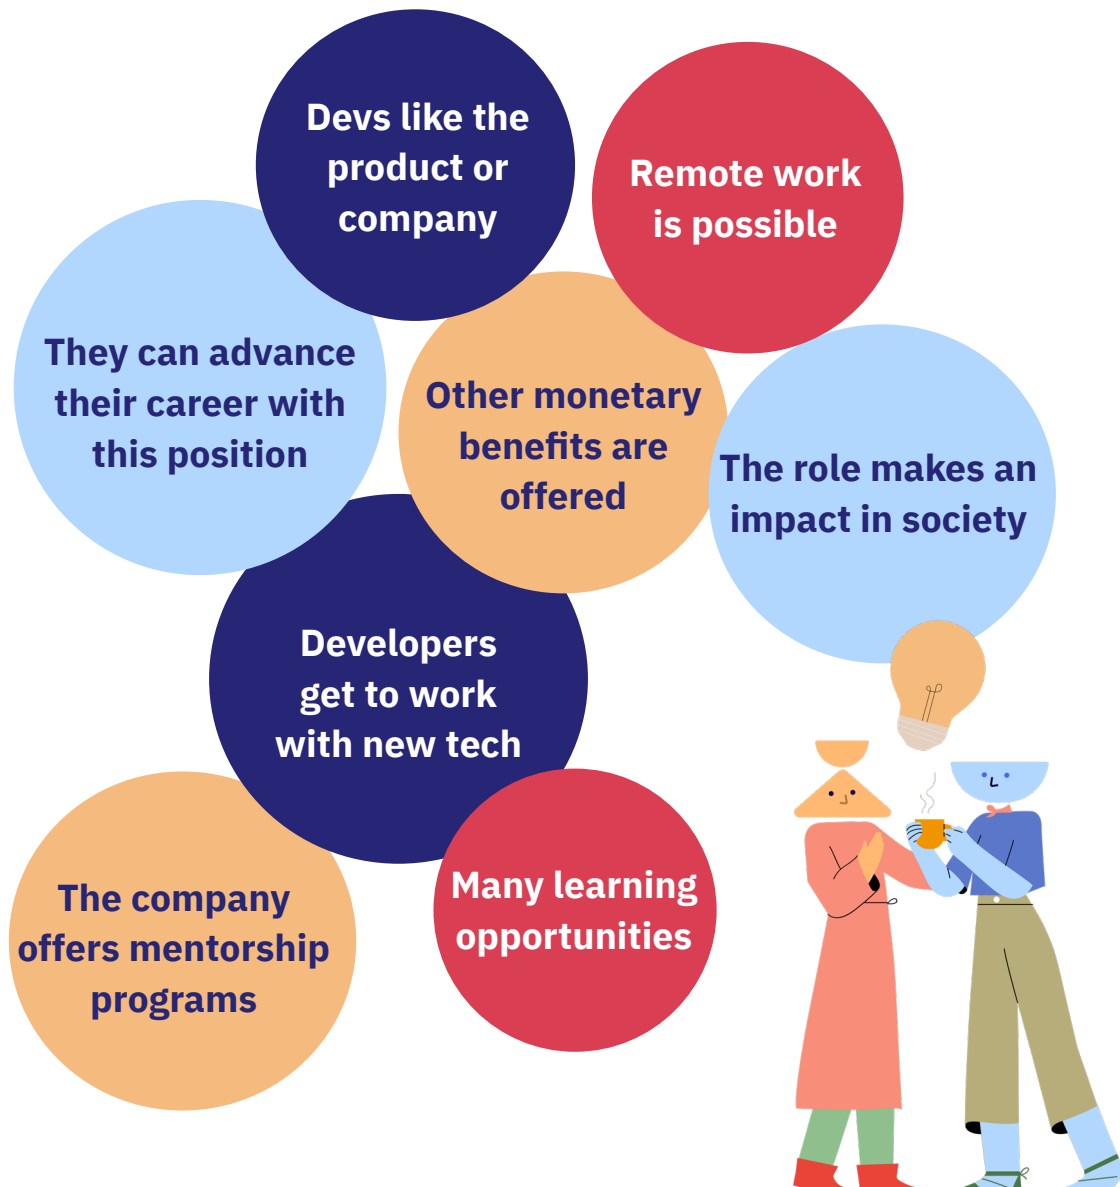 Devs like the
product or
company
Remote work
is possible
They can advance
their career with
this position
Other monetary
benefits are
offered
The role makes an
impact in society
Developers
get to work
with new tech
The company
offers mentorship
programs
Many learning
opportunities